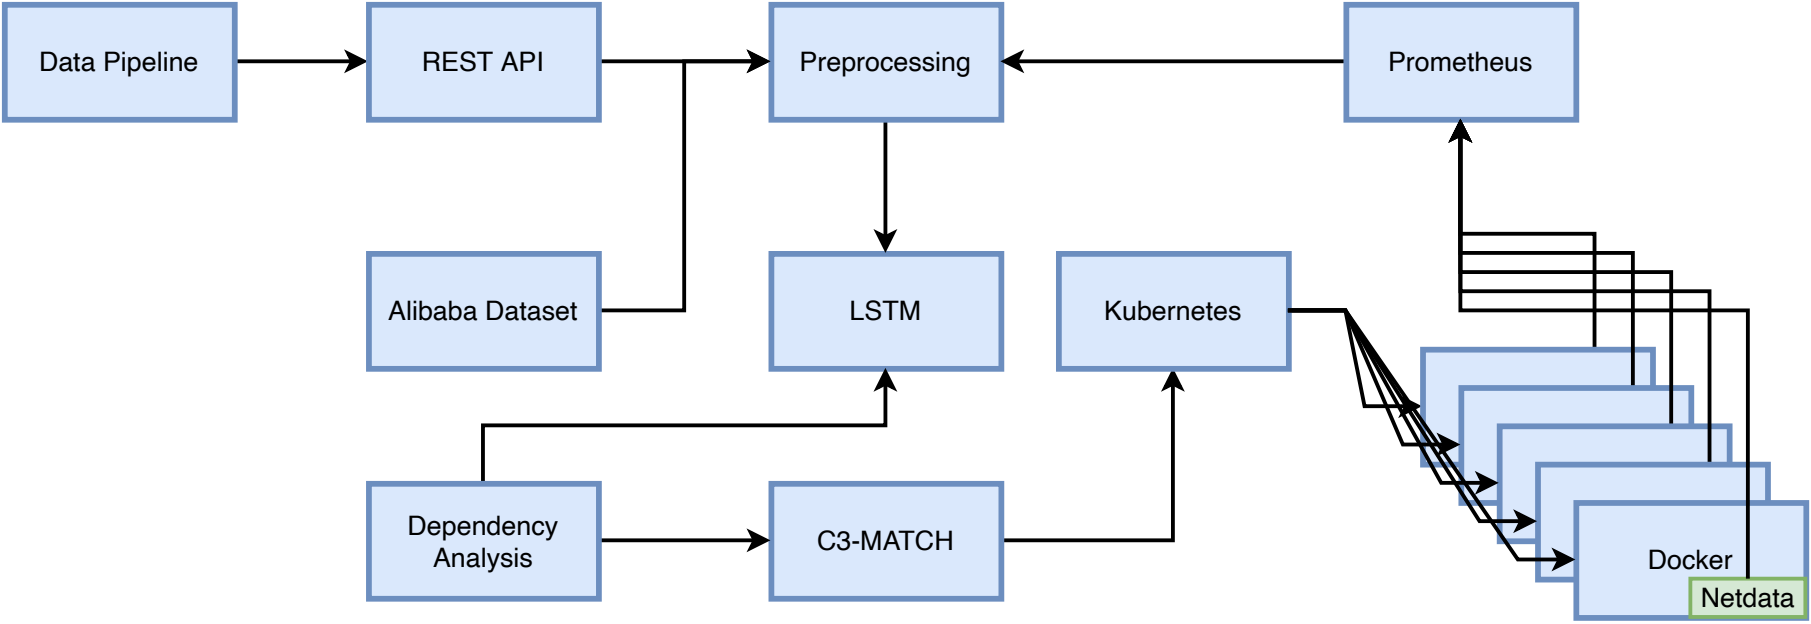 Data Pipeline
REST API
Preprocessing
Prometheus
Alibaba Dataset
LSTM
Kubernetes
Dependency
Analysis
C3-MATCH
Docker
Netdata